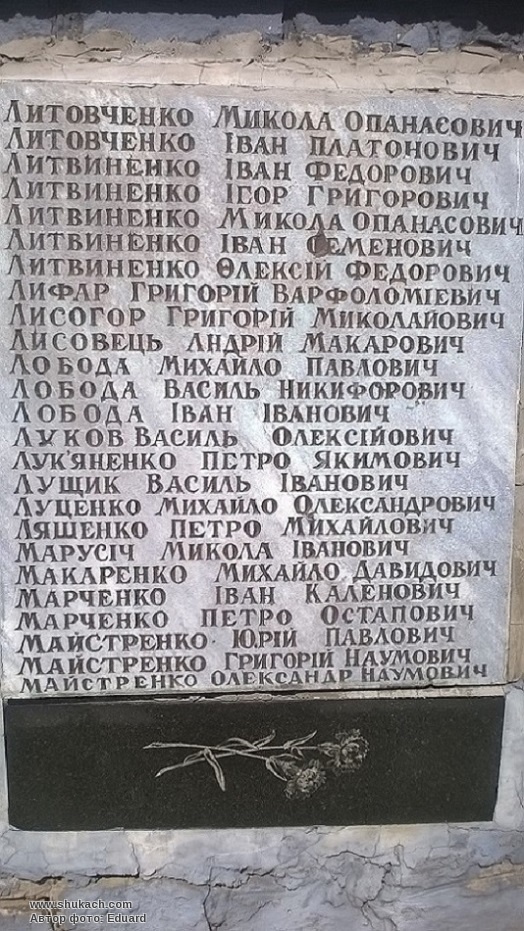 ЛИТОВЧЕНКО МИКОЛА ОПАНАСОВИЧ
ЛИТОВЧЕНКО ІВАН ПЛАТОНОВИЧ
ЛИТВИНЕНКО ІВАН ФЕДОРОВИЧ
ЛИТВИНЕНКО ІГОР ГРИГОРОВИЧ
ЛИТВИНЕНКО МИКОЛА ОПАНАСОВИЧ
ЛИТВИНЕНКО ІВАН СЕМЕНОВИЧ
ЛИТВИНЕНКО ОЛЕКСІЙ ФЕДОРОВИЧ
ЛИФАР ГРИГОРІЙ ВАРФОЛОМІЕВИЧ
ЛИСОГОР ГРИГОРІЙ МИКОЛАЙОВИЧ
ЛИСОВЕЦЬ АНДРІЙ МАКАРОВИЧ
ЛОБОДА МИХАЙЛО ПАВЛОВИЧ
ЛОБОДА ВАСИЛЬ НИКИФОРОВИЧ
ЛОБОДА ІВАН ІВАНОВИЧ
ЛУКОВ ВАСИЛЬ ОЛЕКСІЙОВИЧ
ЛУК'ЯНЕНКО ПЕТРО ЯКИМОВИЧ
ЛУЩИК ВАСИЛЬ ІВАНОВИЧ
ЛУЦЕНКО МИХАЙЛО ОЛЕКСАНДРОВИЧ
ЛЯШЕНКО ПЕТРО МИХАЙЛОВИЧ
МАРУСІЧ МИКОЛА ІВАНОВИЧ
МАКАРЕНКО МИХАЙЛО ДАВИДОВИЧ
МАРЧЕНКО ІВАН КАЛЕНОВИЧ
МАРЧЕНКО ПЕТРО ОСТАПОВИЧ
МАЙСТРЕНКО ЮРІЙ ПАВЛОВИЧ
МАЙСТРЕНКО ГРИГОРІЙ НАУМОВИЧ
МАЙСТРЕНКО ОЛЕКСАНДР НАУМОВИЧ
www.shukach.com
Автор фото: Eduard